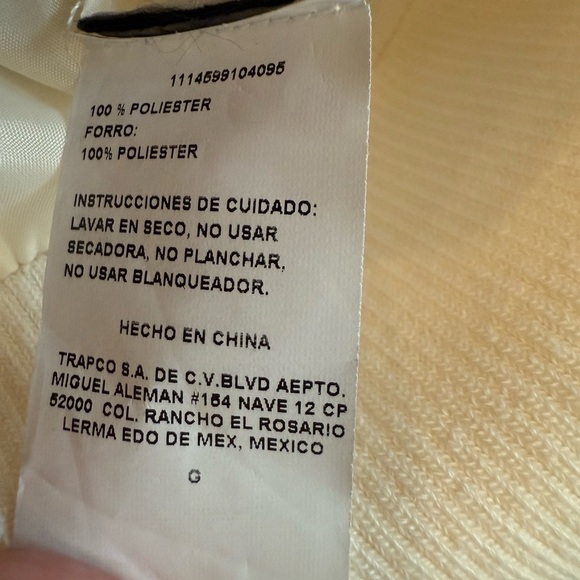 1114599104095
100 % POLIESTER
FORRO:
100% POLIESTER
INSTRUCCIONES DE CUIDADO:
LAVAR EN SECO, NO USAR
SECADORA, NO PLANCHAR,
NO USAR BLANQUEADOR.
HECHO EN CHINA
TRAPCO S.A. DE C.V.BLVD AEPTO.
MIGUEL ALEMAN #154 NAVE 12 CP
52000 COL. RANCHO EL ROSARIO
LERMA EDO DE MEX, MEXICO
G